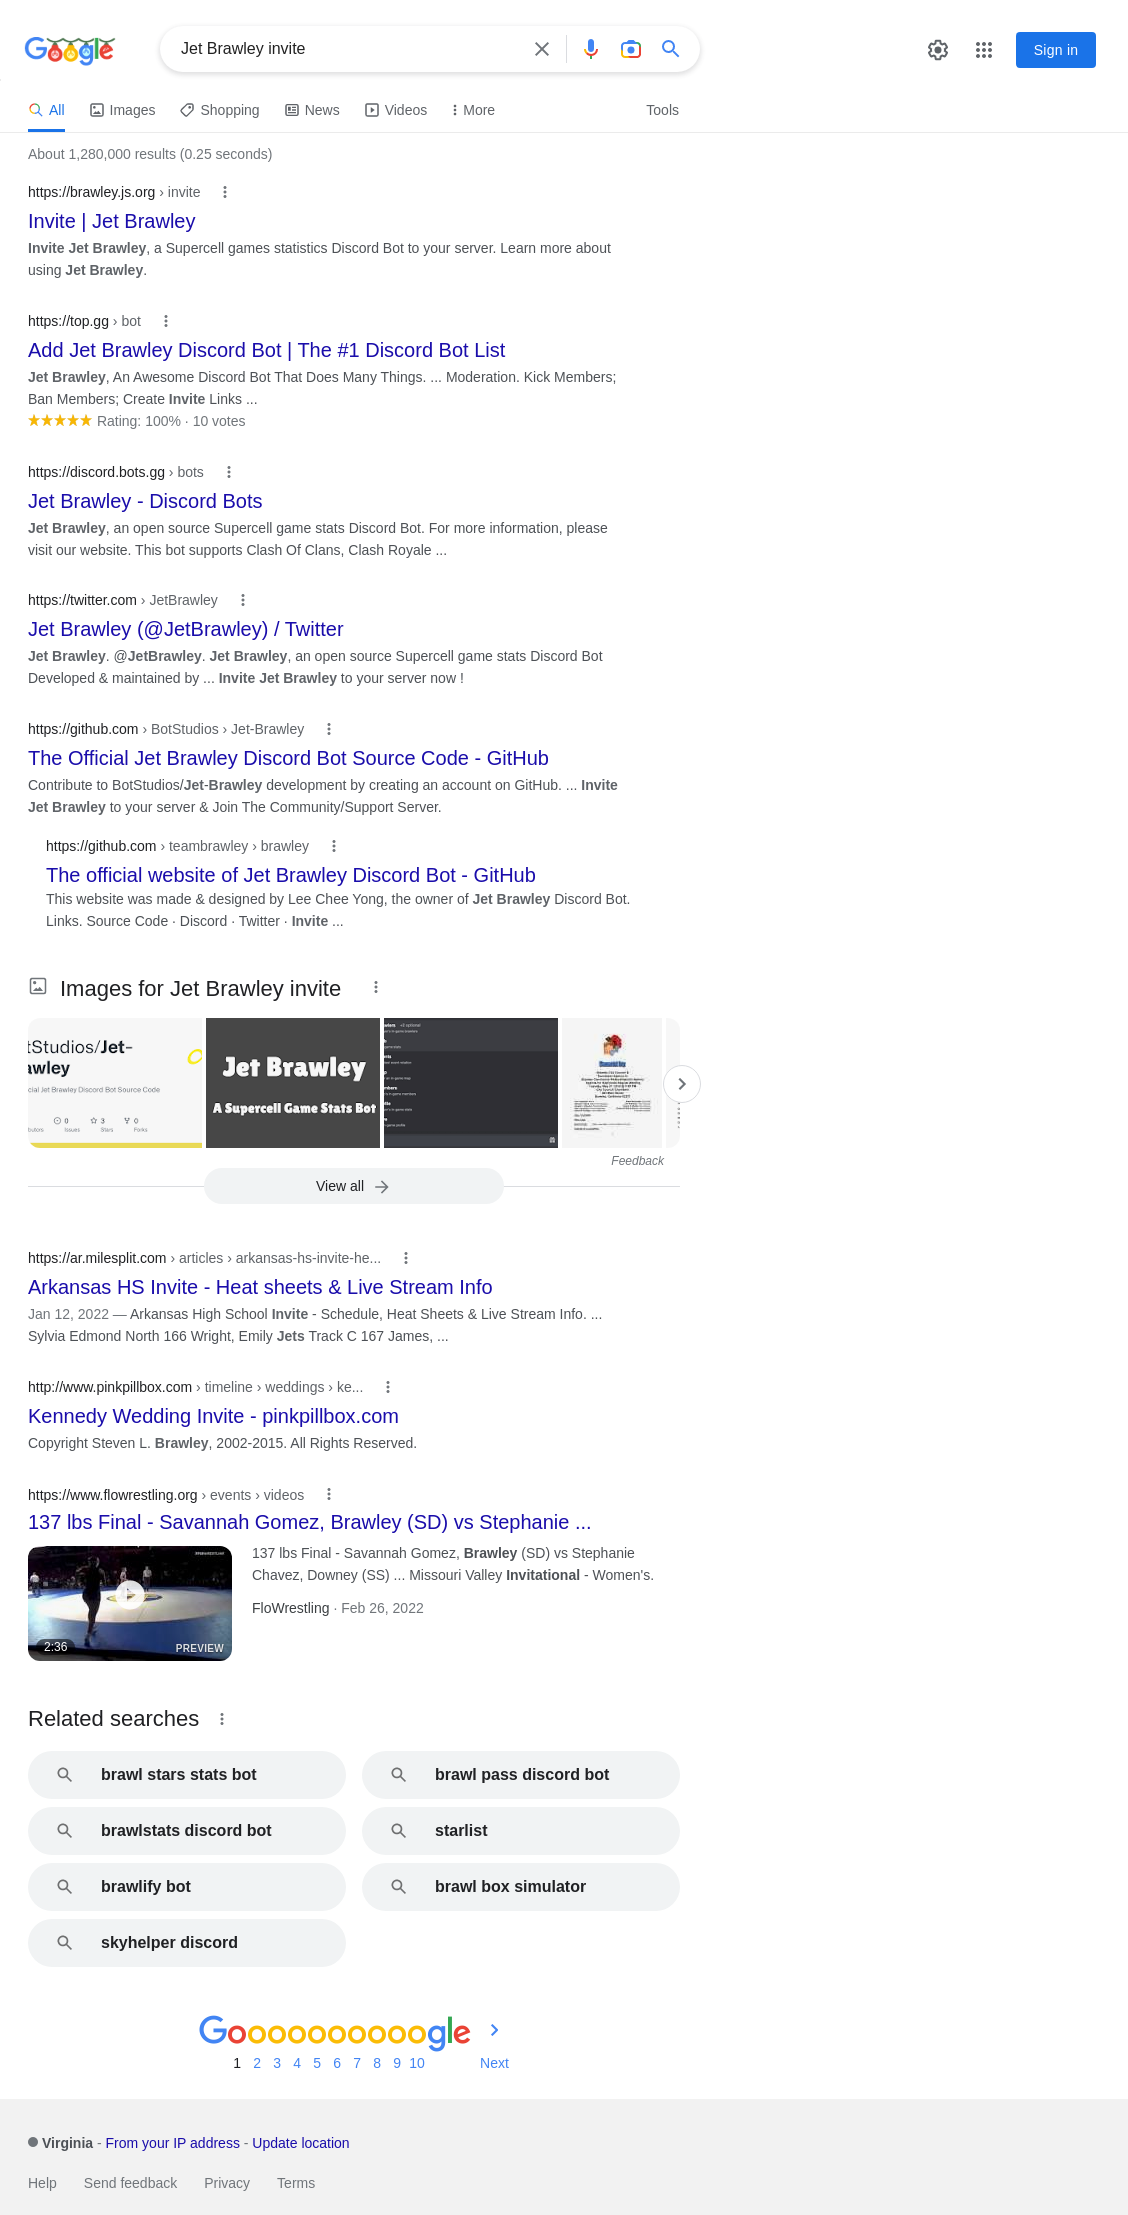 Google
Jet Brawley invite
Sign in
All
Images
Shopping
News
Videos
More
Tools
About 1,280,000 results (0.25 seconds)
https://brawley.js.org › invite
Invite | Jet Brawley
Invite Jet Brawley, a Supercell games statistics Discord Bot to your server. Learn more about
using Jet Brawley.
https://top.gg › bot
Add Jet Brawley Discord Bot | The #1 Discord Bot List
Jet Brawley, An Awesome Discord Bot That Does Many Things. ... Moderation. Kick Members;
Ban Members; Create Invite Links ...
Rating: 100% · 10 votes
https://discord.bots.gg › bots
Jet Brawley - Discord Bots
Jet Brawley, an open source Supercell game stats Discord Bot. For more information, please
visit our website. This bot supports Clash Of Clans, Clash Royale ...
https://twitter.com › JetBrawley
Jet Brawley (@JetBrawley) / Twitter
Jet Brawley. @JetBrawley. Jet Brawley, an open source Supercell game stats Discord Bot
Developed & maintained by ... Invite Jet Brawley to your server now !
https://github.com › BotStudios › Jet-Brawley
The Official Jet Brawley Discord Bot Source Code - GitHub
Contribute to BotStudios/Jet-Brawley development by creating an account on GitHub. ... Invite
Jet Brawley to your server & Join The Community/Support Server.
https://github.com › teambrawley › brawley
The official website of Jet Brawley Discord Bot - GitHub
This website was made & designed by Lee Chee Yong, the owner of Jet Brawley Discord Bot.
Links. Source Code · Discord · Twitter · Invite ...
Images for Jet Brawley invite
tStudios/Jet-
awley
cial Jet Brawley Discord Bot Source Code
0
3
0
Issues
Stars
Forks
Jet Brawley
A Supercell Game Stats Bot
Feedback
View all
https://ar.milesplit.com › articles › arkansas-hs-invite-he...
Arkansas HS Invite - Heat sheets & Live Stream Info
Jan 12, 2022 — Arkansas High School Invite - Schedule, Heat Sheets & Live Stream Info. ...
Sylvia Edmond North 166 Wright, Emily Jets Track C 167 James, ...
http://www.pinkpillbox.com › timeline › weddings › ke...
Kennedy Wedding Invite - pinkpillbox.com
Copyright Steven L. Brawley, 2002-2015. All Rights Reserved.
https://www.flowrestling.org › events › videos
137 lbs Final - Savannah Gomez, Brawley (SD) vs Stephanie ...
137 lbs Final - Savannah Gomez, Brawley (SD) vs Stephanie
Chavez, Downey (SS) ... Missouri Valley Invitational - Women's.
FloWrestling · Feb 26, 2022
2:36
PREVIEW
Related searches
brawl stars stats bot
brawl pass discord bot
brawlstats discord bot
starlist
brawlify bot
brawl box simulator
skyhelper discord
Goooooooooogle
1 2 3 4 5 6 7 8 9 10 Next
Virginia - From your IP address - Update location
Help Send feedback Privacy Terms